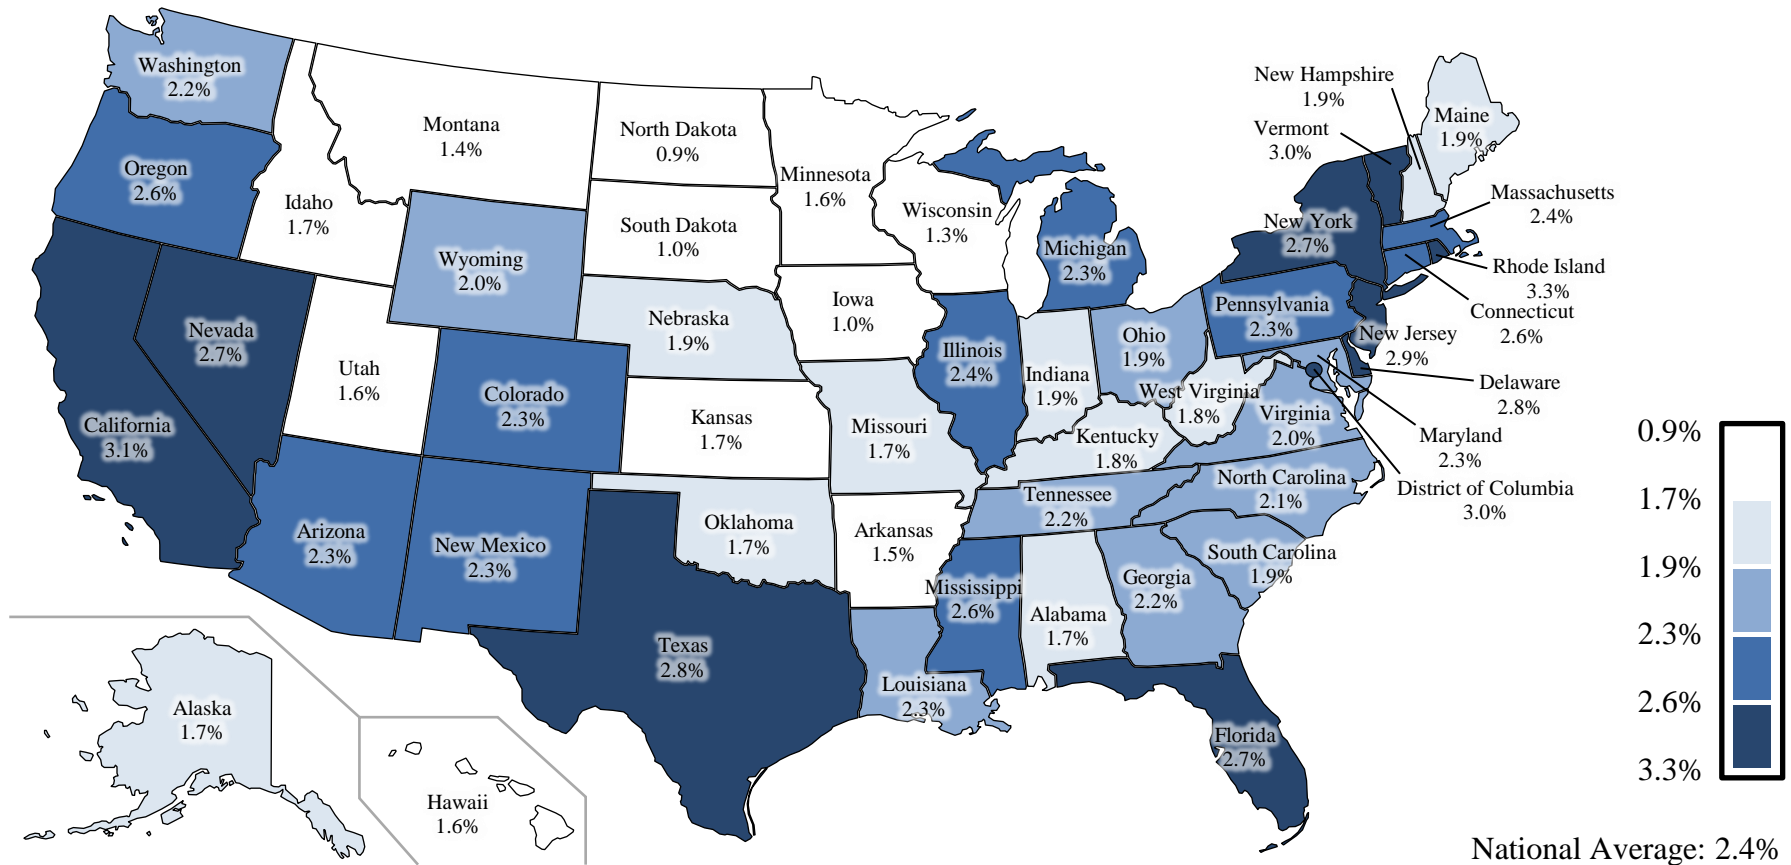 Washington
2.2%
Oregon
2.6%
California
3.1%
Nevada
2.7%
Idaho
1.7%
Montana
1.4%
Wyoming
2.0%
Utah
1.6%
Colorado
2.3%
Arizona
2.3%
New Mexico
2.3%
North Dakota
0.9%
South Dakota
1.0%
Nebraska
1.9%
Kansas
1.7%
Oklahoma
1.7%
Texas
2.8%
Minnesota
1.6%
Iowa
1.0%
Missouri
1.7%
Arkansas
1.5%
Louisiana
2.3%
Wisconsin
1.3%
Illinois
2.4%
Michigan
2.3%
Indiana
1.9%
Ohio
1.9%
Kentucky
1.8%
Tennessee
2.2%
Mississippi
2.6%
Alabama
1.7%
Georgia
2.2%
Florida
2.7%
South Carolina
1.9%
North Carolina
2.1%
Virginia
2.0%
West Virginia
1.8%
Pennsylvania
2.3%
New York
2.7%
New Hampshire
1.9%
Vermont
3.0%
Maine
1.9%
Massachusetts
2.4%
Rhode Island
3.3%
Connecticut
2.6%
New Jersey
2.9%
Delaware
2.8%
Maryland
2.3%
District of Columbia
3.0%
Alaska
1.7%
Hawaii
1.6%
0.9%
1.7%
1.9%
2.3%
2.6%
3.3%
National Average: 2.4%